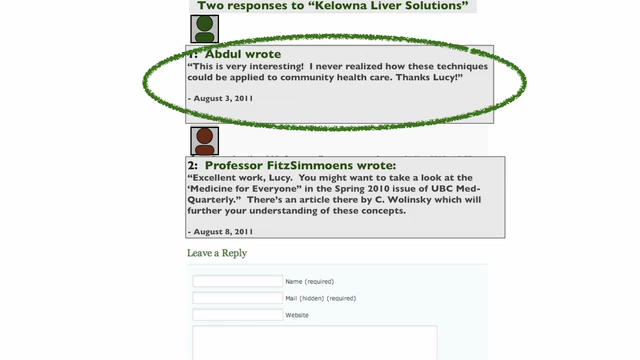 Two responses to “Kelowna Liver Solutions”
1: Abdul wrote
“This is very interesting! I never realized how these techniques
could be applied to community health care. Thanks Lucy!”
- August 3, 2011
2: Professor FitzSimmoens wrote:
“Excellent work, Lucy. You might want to take a look at the
‘Medicine for Everyone” in the Spring 2010 issue of UBC Med-
Quarterly.” There’s an article there by C. Wolinsky which will
further your understanding of these concepts.
- August 8, 2011
Leave a Reply
Name (required)
Mail (hidden) (required)
Website